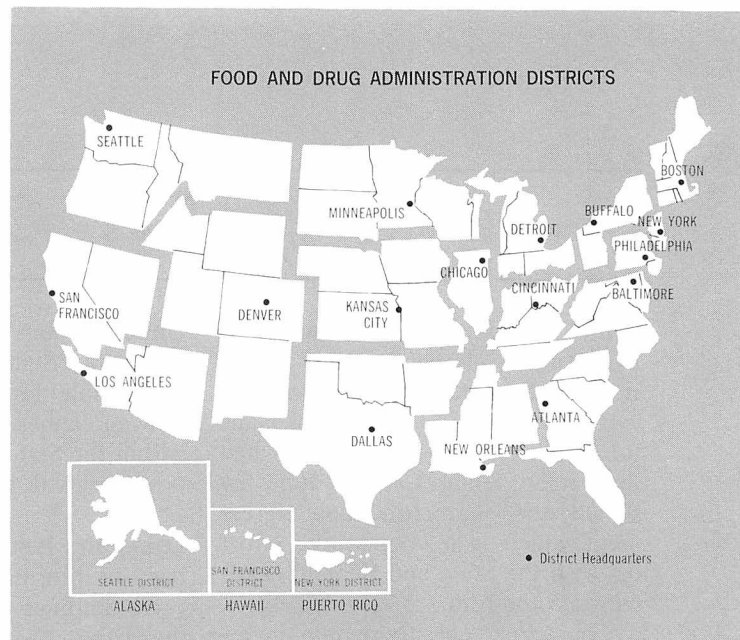 FOOD AND DRUG ADMINISTRATION DISTRICTS
SEATTLE
BOSTON
MINNEAPOLIS
BUFFALO
NEW YORK
DETROIT
PHILADELPHIA
CHICAGO
CINCINNATI
BALTIMORE
SAN
FRANCISCO
DENVER
KANSAS
CITY
LOS ANGELES
ATLANTA
DALLAS
NEW ORLEANS
SEATTLE DISTRICT
ALASKA
SAN FRANCISCO
DISTRICT
HAWAII
NEW YORK DISTRICT
PUERTO RICO
District Headquarters